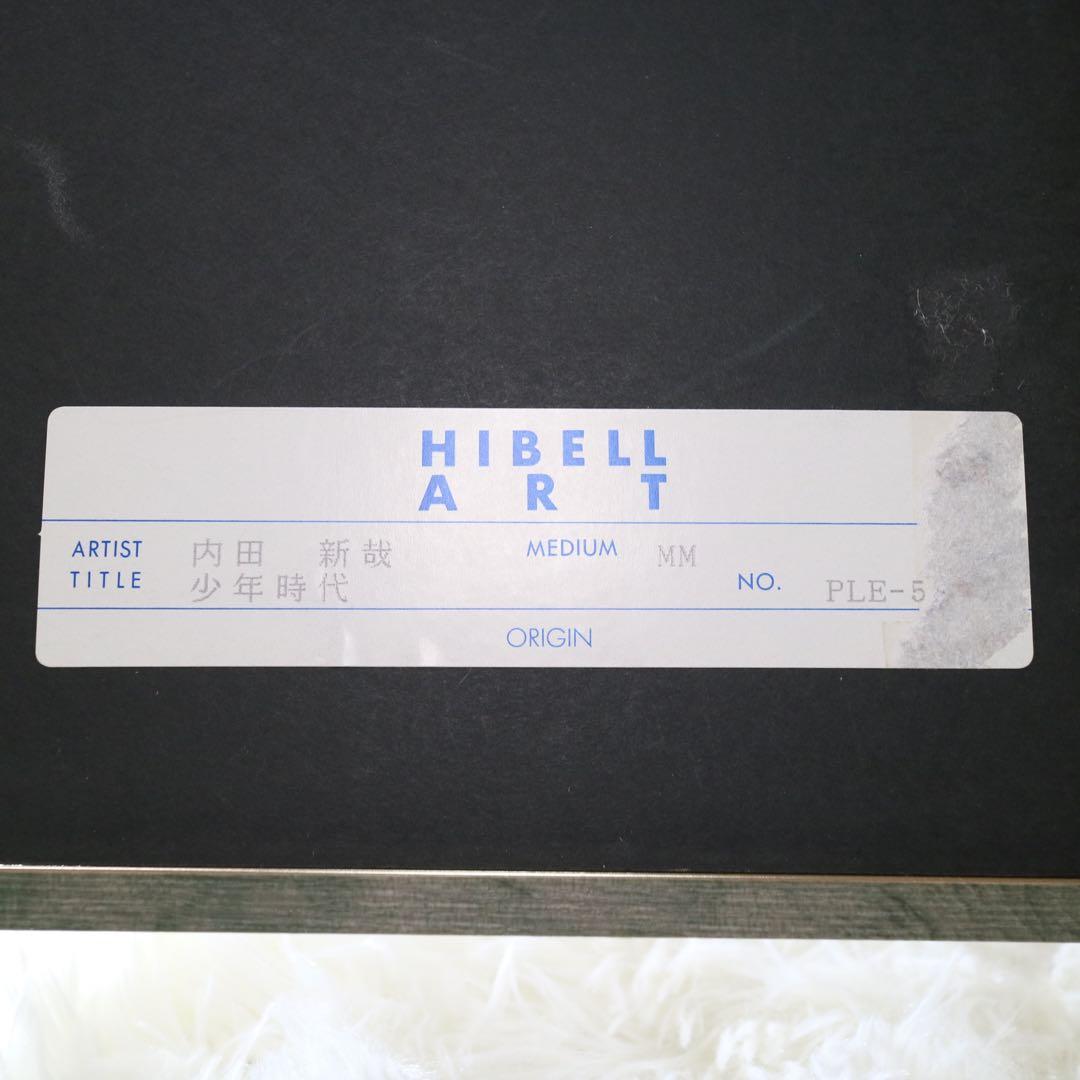 HIBELL
ART
ARTIST 内田 新哉 MEDIUM MM
TITLE 少年時代 NO. PLE-5
ORIGIN